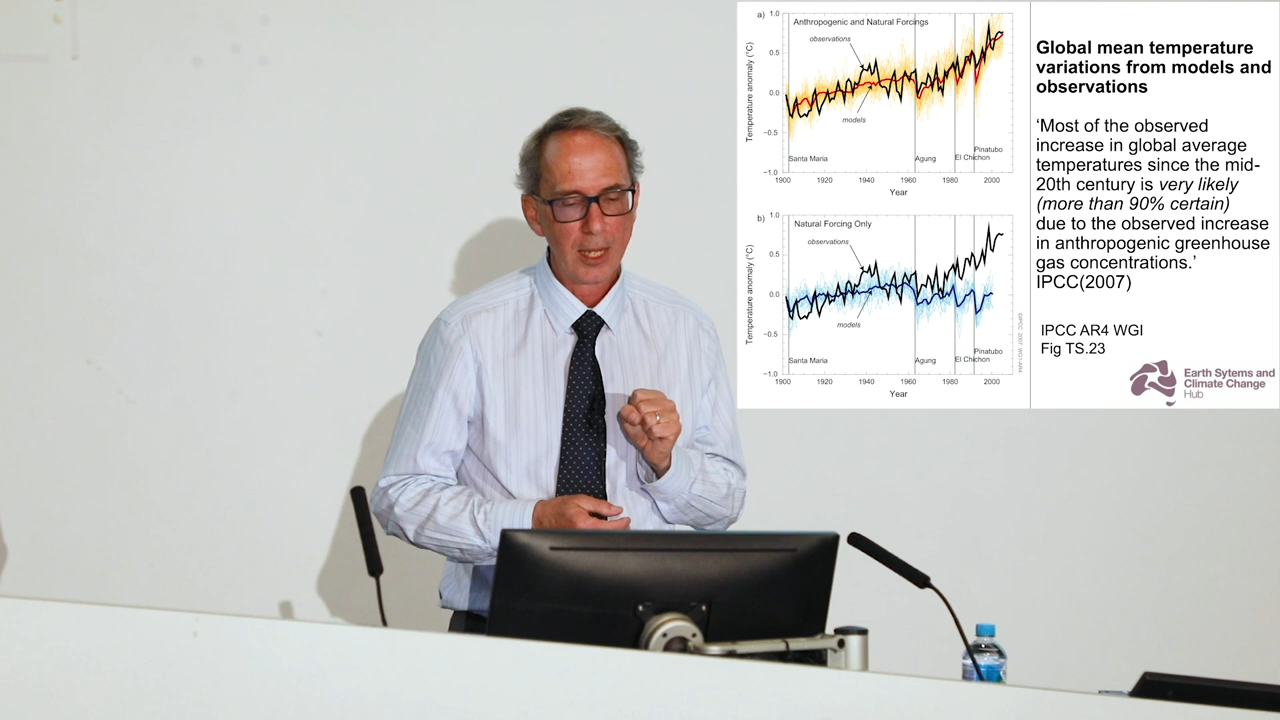 a)
Anthropogenic and Natural Forcings
observations
models
Temperature anomaly (°C)
1.0
0.5
0.0
−0.5
−1.0
Santa Maria
Agung
El Chichon
Pinatubo
1900 1920 1940 1960 1980 2000
Year
b)
Natural Forcing Only
observations
models
Temperature anomaly (°C)
1.0
0.5
0.0
−0.5
−1.0
Santa Maria
Agung
El Chichon
Pinatubo
1900 1920 1940 1960 1980 2000
Year
©IPCC 2007: WG1-AR4
Global mean temperature
variations from models and
observations
‘Most of the observed
increase in global average
temperatures since the mid-
20th century is very likely
(more than 90% certain)
due to the observed increase
in anthropogenic greenhouse
gas concentrations.’
IPCC(2007)
IPCC AR4 WGI
Fig TS.23
Earth Sytems and
Climate Change
Hub